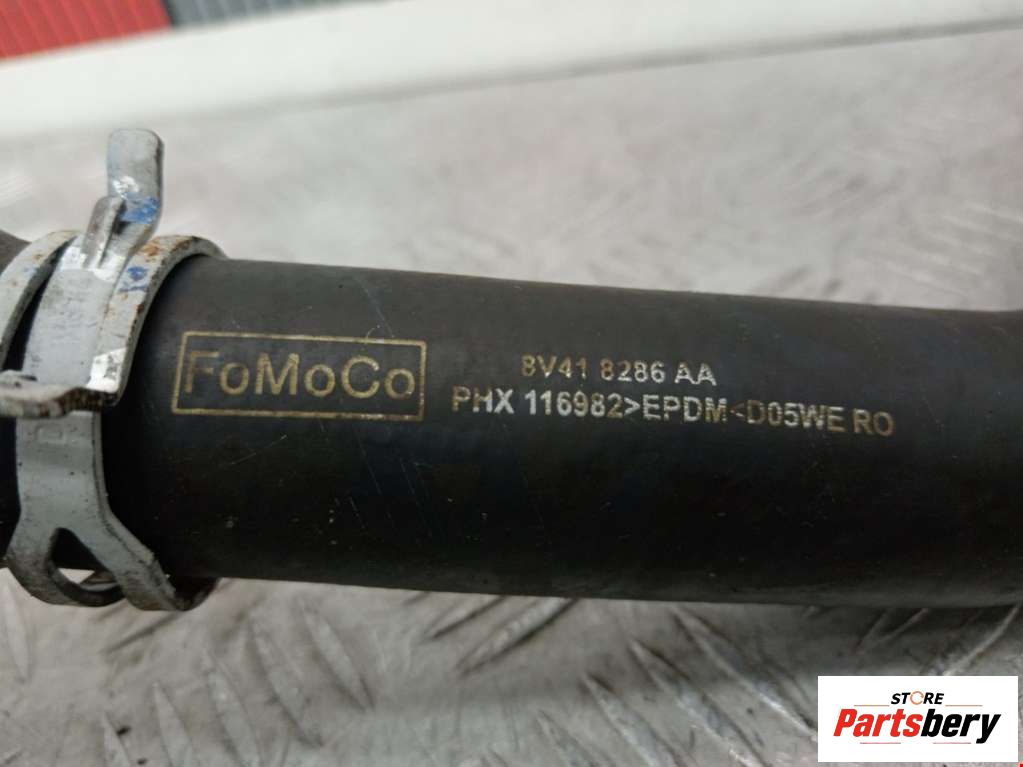 FoMoCo
8V41 8286 AA
PHX 116982>EPDM<D05WE RO
STORE
Partsbery